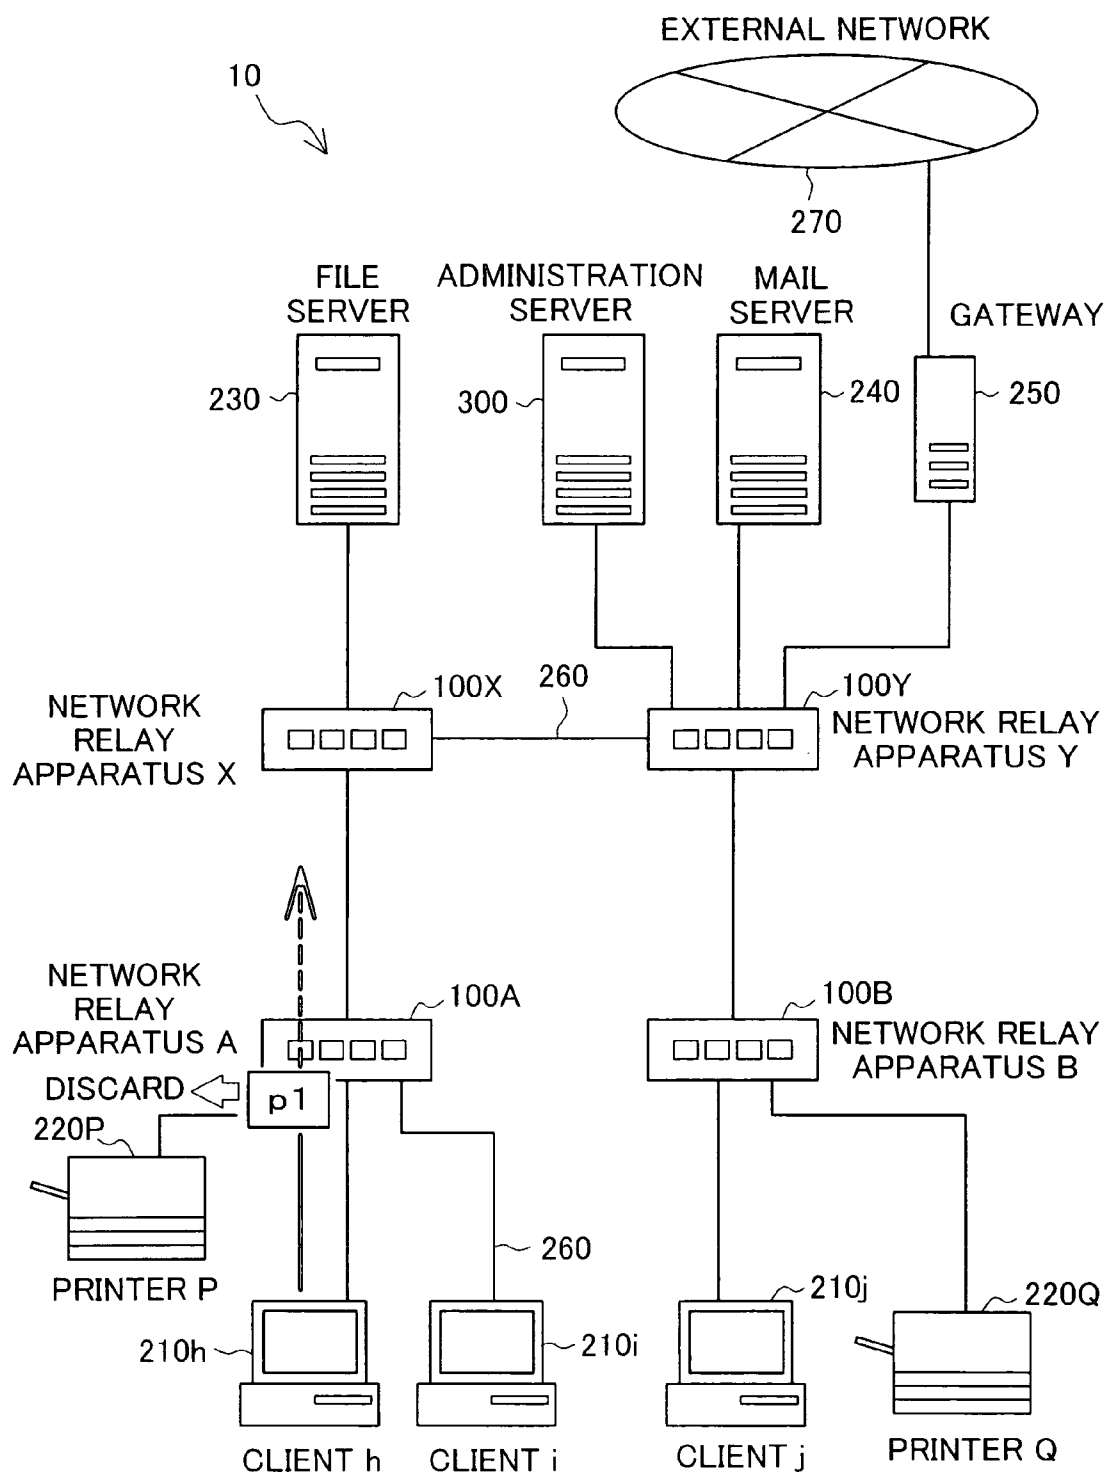 EXTERNAL NETWORK
10
270
FILE
SERVER
ADMINISTRATION
SERVER
MAIL
SERVER
GATEWAY
230
300
240
250
100X
260
100Y
NETWORK
RELAY
APPARATUS X
NETWORK RELAY
APPARATUS Y
NETWORK
RELAY
APPARATUS A
100A
100B
NETWORK RELAY
APPARATUS B
DISCARD
p1
220P
PRINTER P
260
210h
210i
210j
220Q
CLIENT h
CLIENT i
CLIENT j
PRINTER Q